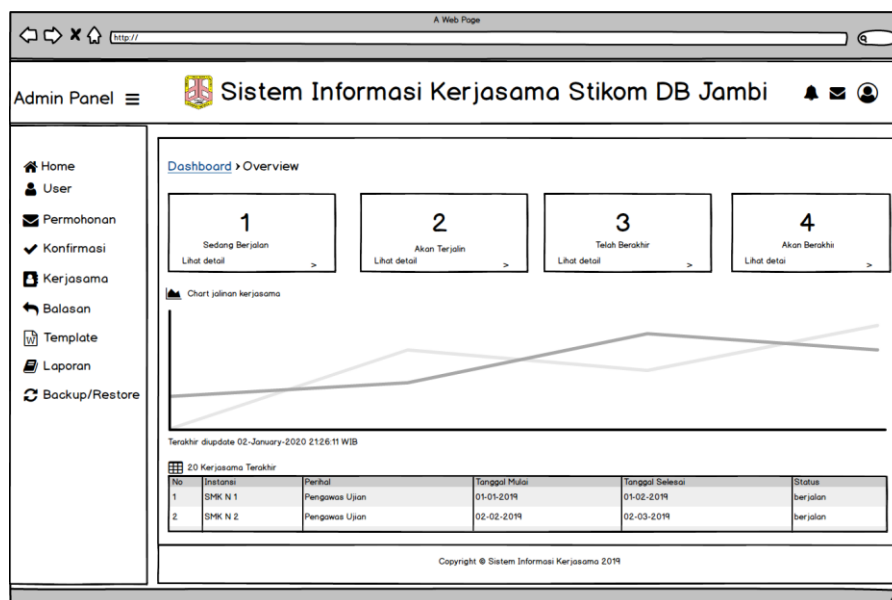 A Web Page
http://
Admin Panel
Sistem Informasi Kerjasama Stikom DB Jambi
Home
User
Permohonan
Konfirmasi
Kerjasama
Balasan
Template
Laporan
Backup/Restore
Dashboard > Overview
1
Sedang Berjalan
Lihat detail >
2
Akan Terjalin
Lihat detail >
3
Telah Berakhir
Lihat detail >
4
Akan Berakhir
Lihat detai >
Chart jalinan kerjasama
Terakhir diupdate 02-January-2020 21:26:11 WIB
20 Kerjasama Terakhir
No Instansi Perihal Tanggal Mulai Tanggal Selesai Status
1 SMK N 1 Pengawas Ujian 01-01-2019 01-02-2019 berjalan
2 SMK N 2 Pengawas Ujian 02-02-2019 02-03-2019 berjalan
Copyright © Sistem Informasi Kerjasama 2019